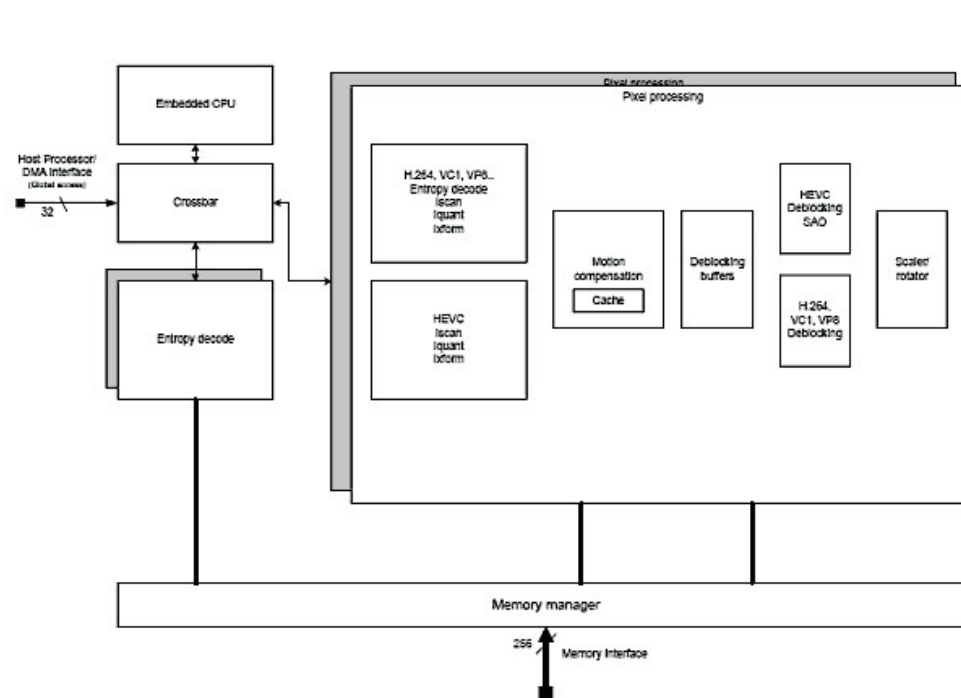 Pixel processing
Pixel processing
Embedded CPU
Host Processor/
DMA Interface
(Global access)
32
Crossbar
Entropy decode
H.264, VC1, VP8..
Entropy decode
iscan
iquant
ixform
HEVC
iscan
iquant
ixform
Motion
compensation
Cache
Deblocking
buffers
HEVC
Deblocking
SAO
H.264,
VC1, VP8
Deblocking
Scaler/
rotator
Memory manager
256
Memory Interface